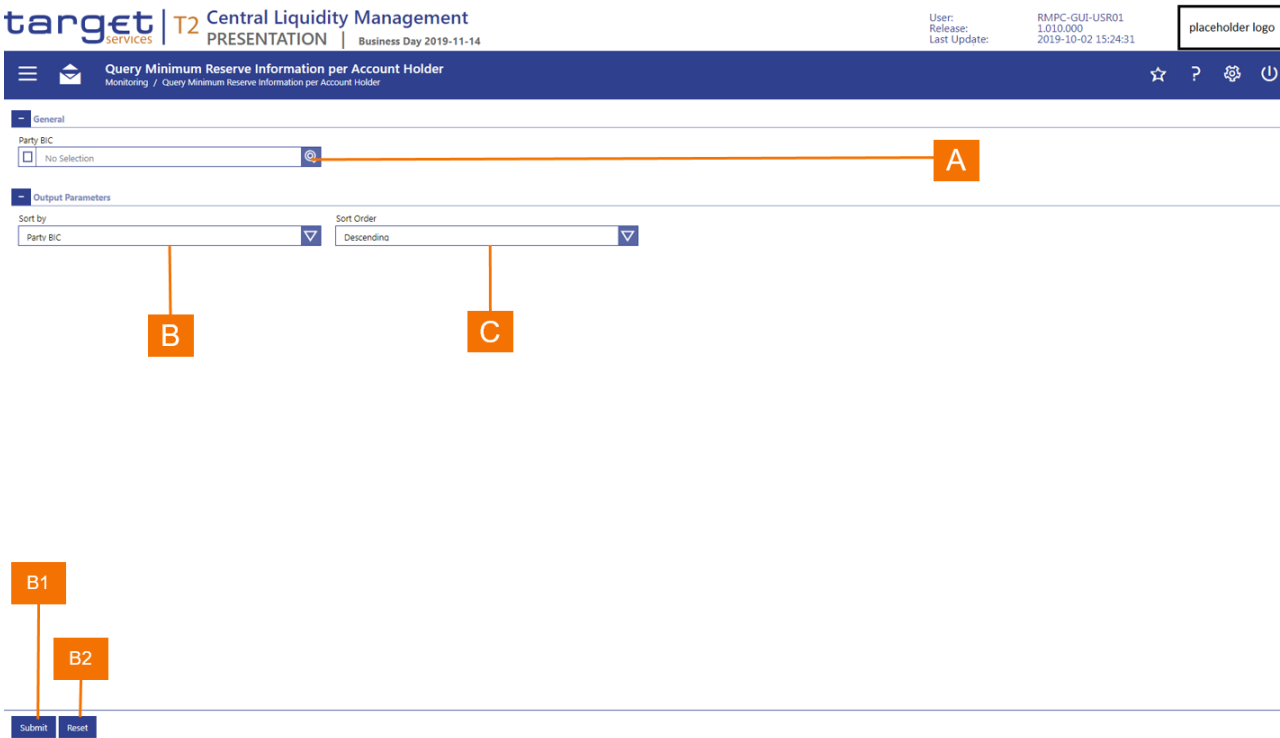 target services T2 Central Liquidity Management
PRESENTATION | Business Day 2019-11-14
User: RMPC-GUI-USR01
Release: 1.010.000
Last Update: 2019-10-02 15:24:31
placeholder logo
Query Minimum Reserve Information per Account Holder
Monitoring / Query Minimum Reserve Information per Account Holder
?
− General
Party BIC
No Selection
A
− Output Parameters
Sort by Sort Order
Party BIC Descending
B C
B1
B2
Submit Reset